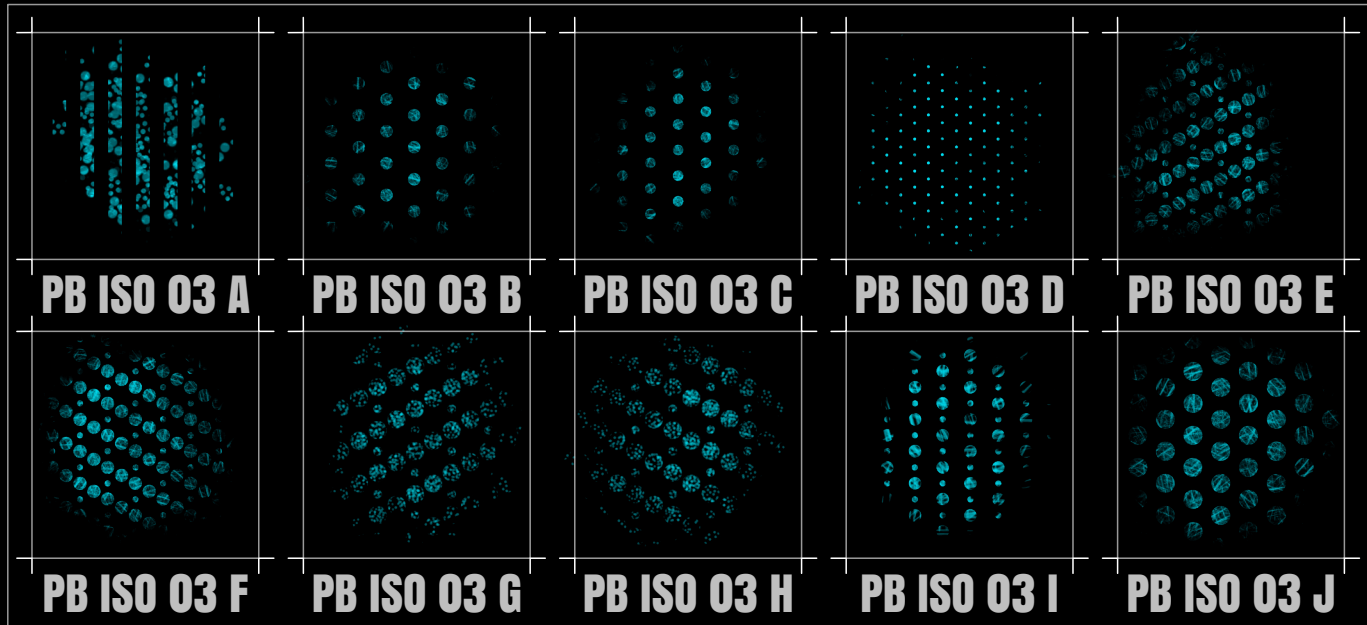 PB ISO 03 A
PB ISO 03 B
PB ISO 03 C
PB ISO 03 D
PB ISO 03 E
PB ISO 03 F
PB ISO 03 G
PB ISO 03 H
PB ISO 03 I
PB ISO 03 J